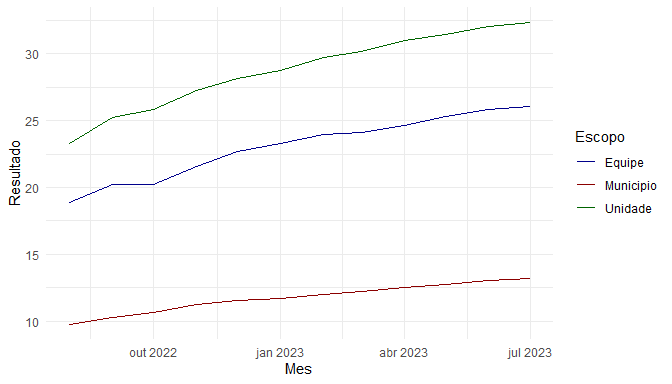 30
25
20
15
10
Resultado
out 2022
jan 2023
abr 2023
jul 2023
Mes
Escopo
Equipe
Municipio
Unidade